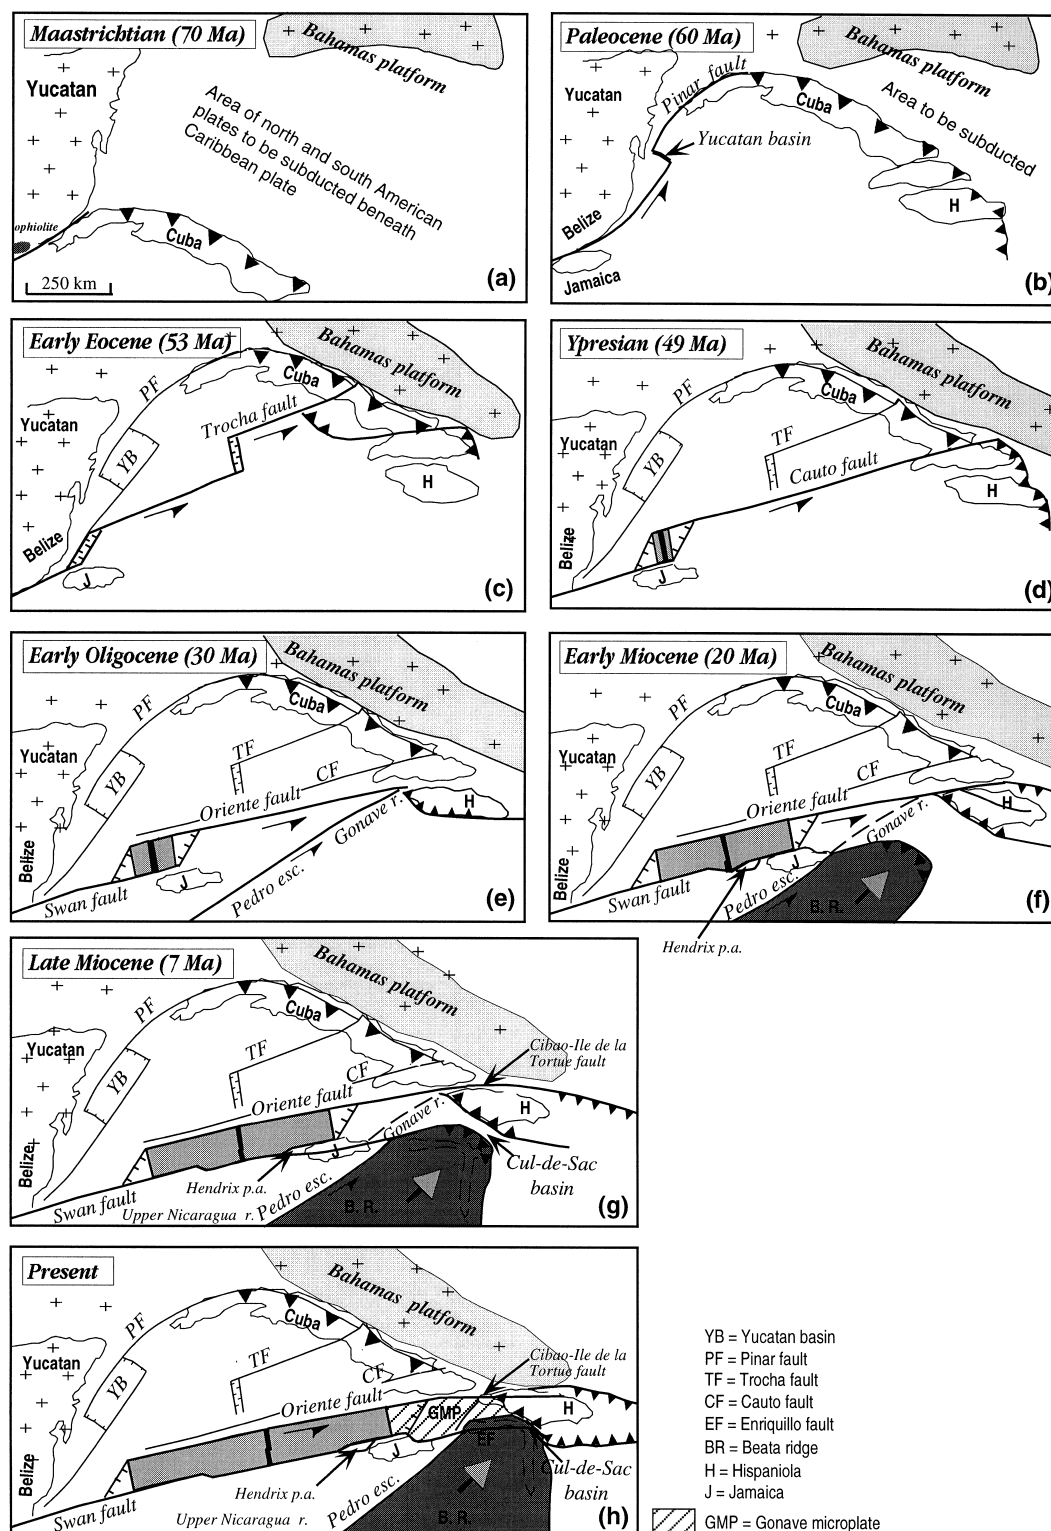 Maastrichtian (70 Ma)
Bahamas platform
Yucatan
Area of north and south American
plates to be subducted beneath
Caribbean plate
ophiolite
Cuba
250 km
(a)
Paleocene (60 Ma)
Bahamas platform
Yucatan
Pinar fault
Cuba
Area to be subducted
Yucatan basin
H
Belize
Jamaica
(b)
Early Eocene (53 Ma)
Bahamas platform
PF
Cuba
Yucatan
Trocha fault
YB
H
Belize
J
(c)
Ypresian (49 Ma)
Bahamas platform
PF
Cuba
Yucatan
TF
YB
Cauto fault
H
Belize
J
(d)
Early Oligocene (30 Ma)
Bahamas platform
PF
Cuba
Yucatan
TF
YB
CF
Oriente fault
H
Gonave r.
Belize
J
Swan fault
Pedro esc.
(e)
Early Miocene (20 Ma)
Bahamas platform
PF
Cuba
Yucatan
TF
YB
CF
Oriente fault
H
Gonave r.
Belize
J
Swan fault
Pedro esc.
B. R.
(f)
Hendrix p.a.
Late Miocene (7 Ma)
Bahamas platform
PF
Cuba
Yucatan
TF
Cibao-Ile de la
Tortue fault
YB
CF
Oriente fault
H
Gonave r.
Belize
J
Cul-de-Sac
basin
Hendrix p.a.
Swan fault
Upper Nicaragua r.
Pedro esc.
B. R.
(g)
Present
Bahamas platform
PF
Cuba
Yucatan
TF
Cibao-Ile de la
Tortue fault
YB
CF
Oriente fault
H
GMP
EF
Belize
J
Cul-de-Sac
basin
Hendrix p.a.
Swan fault
Upper Nicaragua r.
Pedro esc.
B. R.
(h)
YB = Yucatan basin
PF = Pinar fault
TF = Trocha fault
CF = Cauto fault
EF = Enriquillo fault
BR = Beata ridge
H = Hispaniola
J = Jamaica
GMP = Gonave microplate